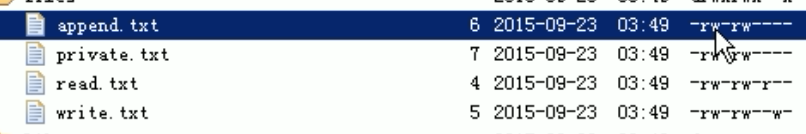 append.txt 6 2015-09-23 03:49 -rw-rw----
private.txt 7 2015-09-23 03:49 -rw-rw----
read.txt 4 2015-09-23 03:49 -rw-rw-r--
write.txt 5 2015-09-23 03:49 -rw-rw--w-